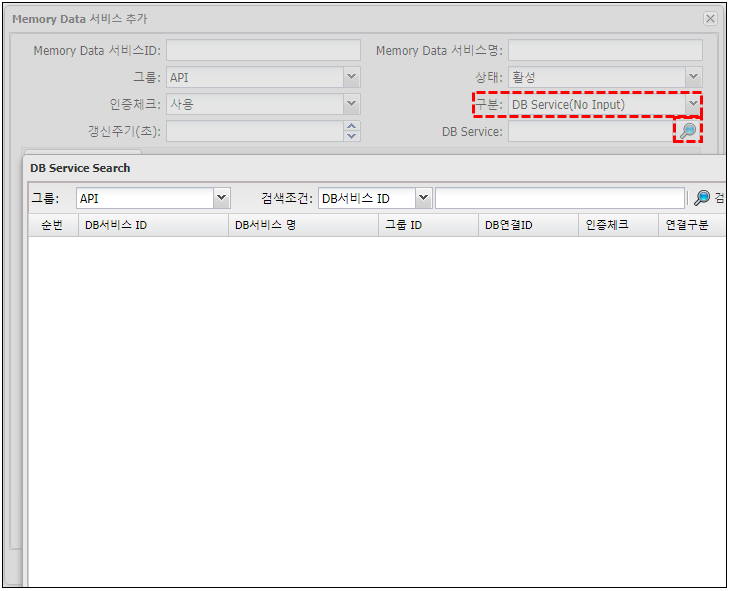 Memory Data 서비스 추가
Memory Data 서비스ID: Memory Data 서비스명:
그룹: API 상태: 활성
인증체크: 사용 구분: DB Service(No Input)
갱신주기(초): DB Service:
DB Service Search
그룹: API 검색조건: DB서비스 ID 검
순번 DB서비스 ID DB서비스 명 그룹 ID DB연결ID 인증체크 연결구분